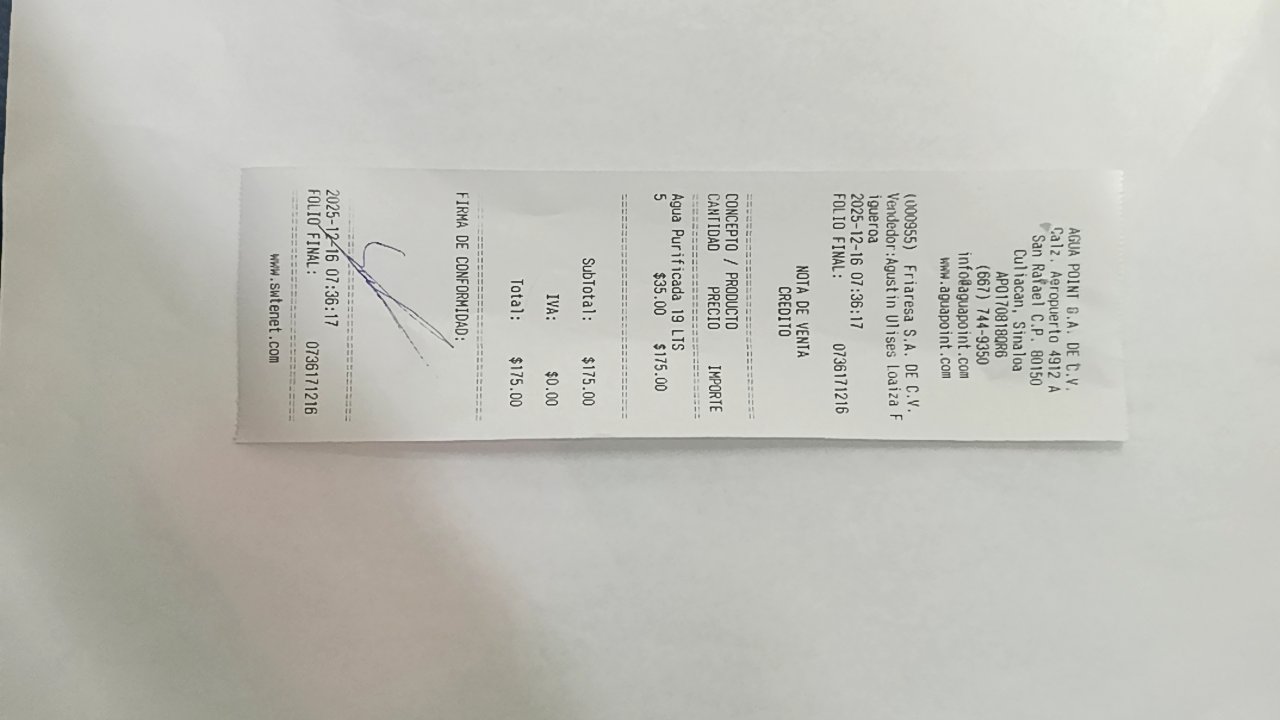 AGUA POINT S.A. DE C.V.
Calz. Aeropuerto 4912 A
San Rafael C.P. 80150
Culiacan, Sinaloa
APO170818QR6
(667) 744-9350
info@aguapoint.com
www.aguapoint.com
(000955) Friaresa S.A. DE C.V.
Vendedor:Agustin Ulises Loaiza F
igueroa
2025-12-16 07:36:17
FOLIO FINAL: 0736171216
NOTA DE VENTA
CREDITO
CONCEPTO / PRODUCTO
CANTIDAD PRECIO IMPORTE
Agua Purificada 19 LTS
5 $35.00 $175.00
SubTotal: $175.00
IVA: $0.00
Total: $175.00
FIRMA DE CONFORMIDAD:
2025-12-16 07:36:17
FOLIO FINAL: 0736171216
www.swtenet.com